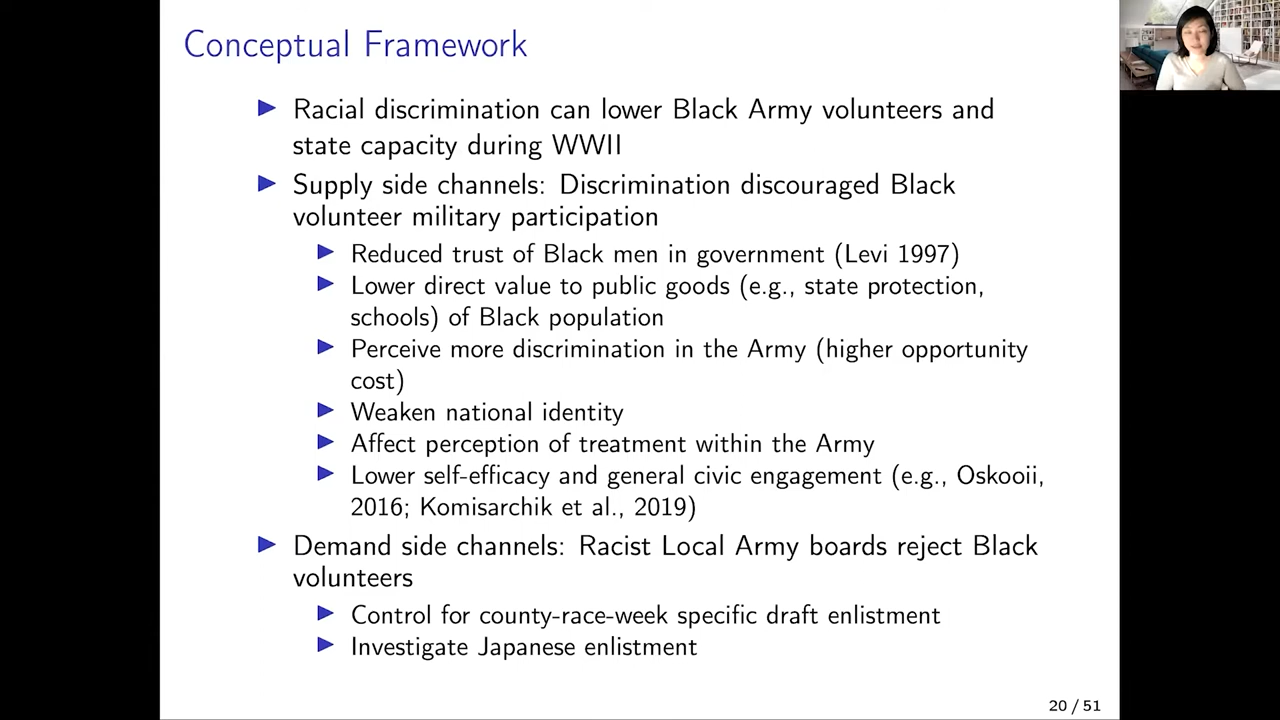 Conceptual Framework
Racial discrimination can lower Black Army volunteers and
state capacity during WWII
Supply side channels: Discrimination discouraged Black
volunteer military participation
Reduced trust of Black men in government (Levi 1997)
Lower direct value to public goods (e.g., state protection,
schools) of Black population
Perceive more discrimination in the Army (higher opportunity
cost)
Weaken national identity
Affect perception of treatment within the Army
Lower self-efficacy and general civic engagement (e.g., Oskooii,
2016; Komisarchik et al., 2019)
Demand side channels: Racist Local Army boards reject Black
volunteers
Control for county-race-week specific draft enlistment
Investigate Japanese enlistment
20 / 51